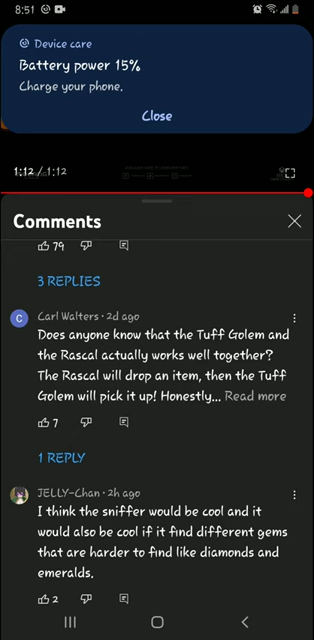 8:51
Device care
Battery power 15%
Charge your phone.
Close
1:12 / 1:12
Comments
79
3 REPLIES
C
Carl Walters · 2d ago
Does anyone know that the Tuff Golem and
the Rascal actually works well together?
The Rascal will drop an item, then the Tuff
Golem will pick it up! Honestly... Read more
7
1 REPLY
JELLY-Chan · 2h ago
I think the sniffer would be cool and it
would also be cool if it find different gems
that are harder to find like diamonds and
emeralds.
2